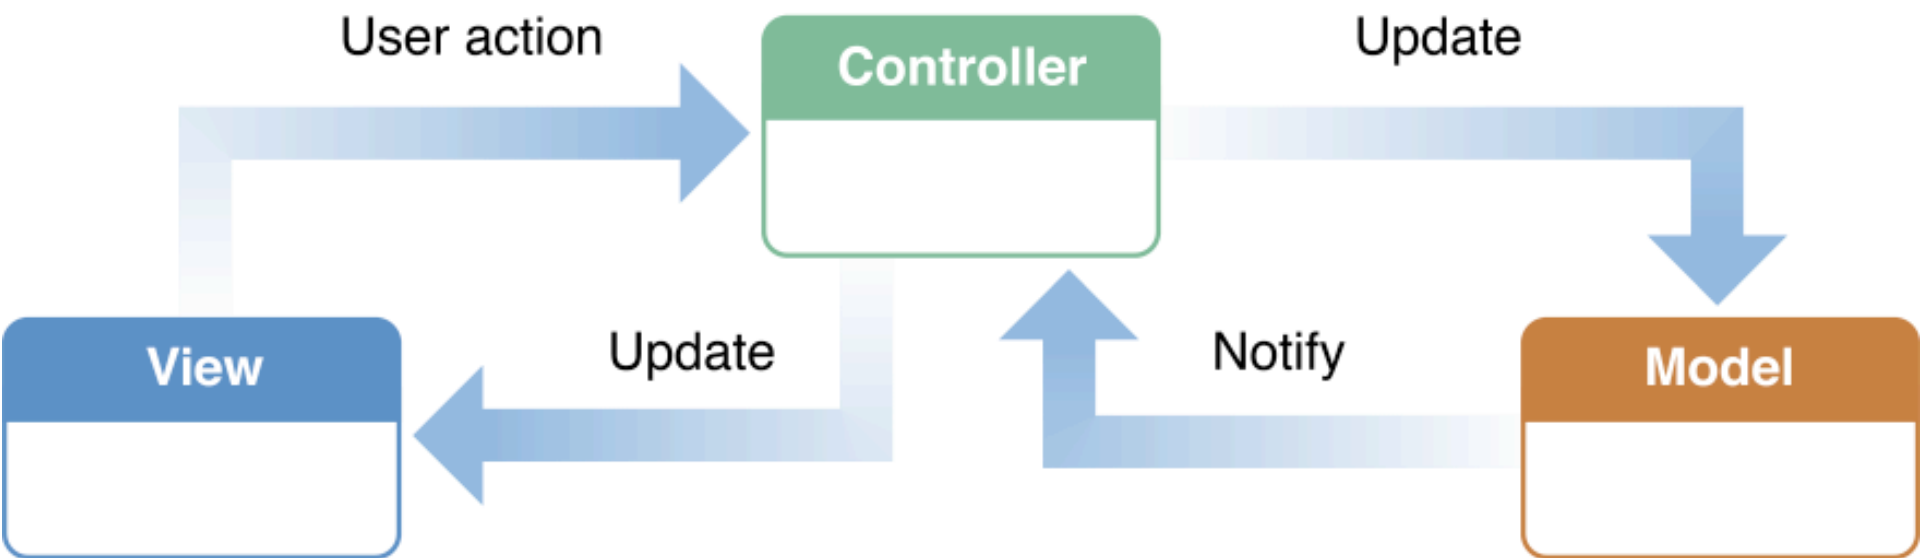 User action
Controller
Update
View
Update
Notify
Model